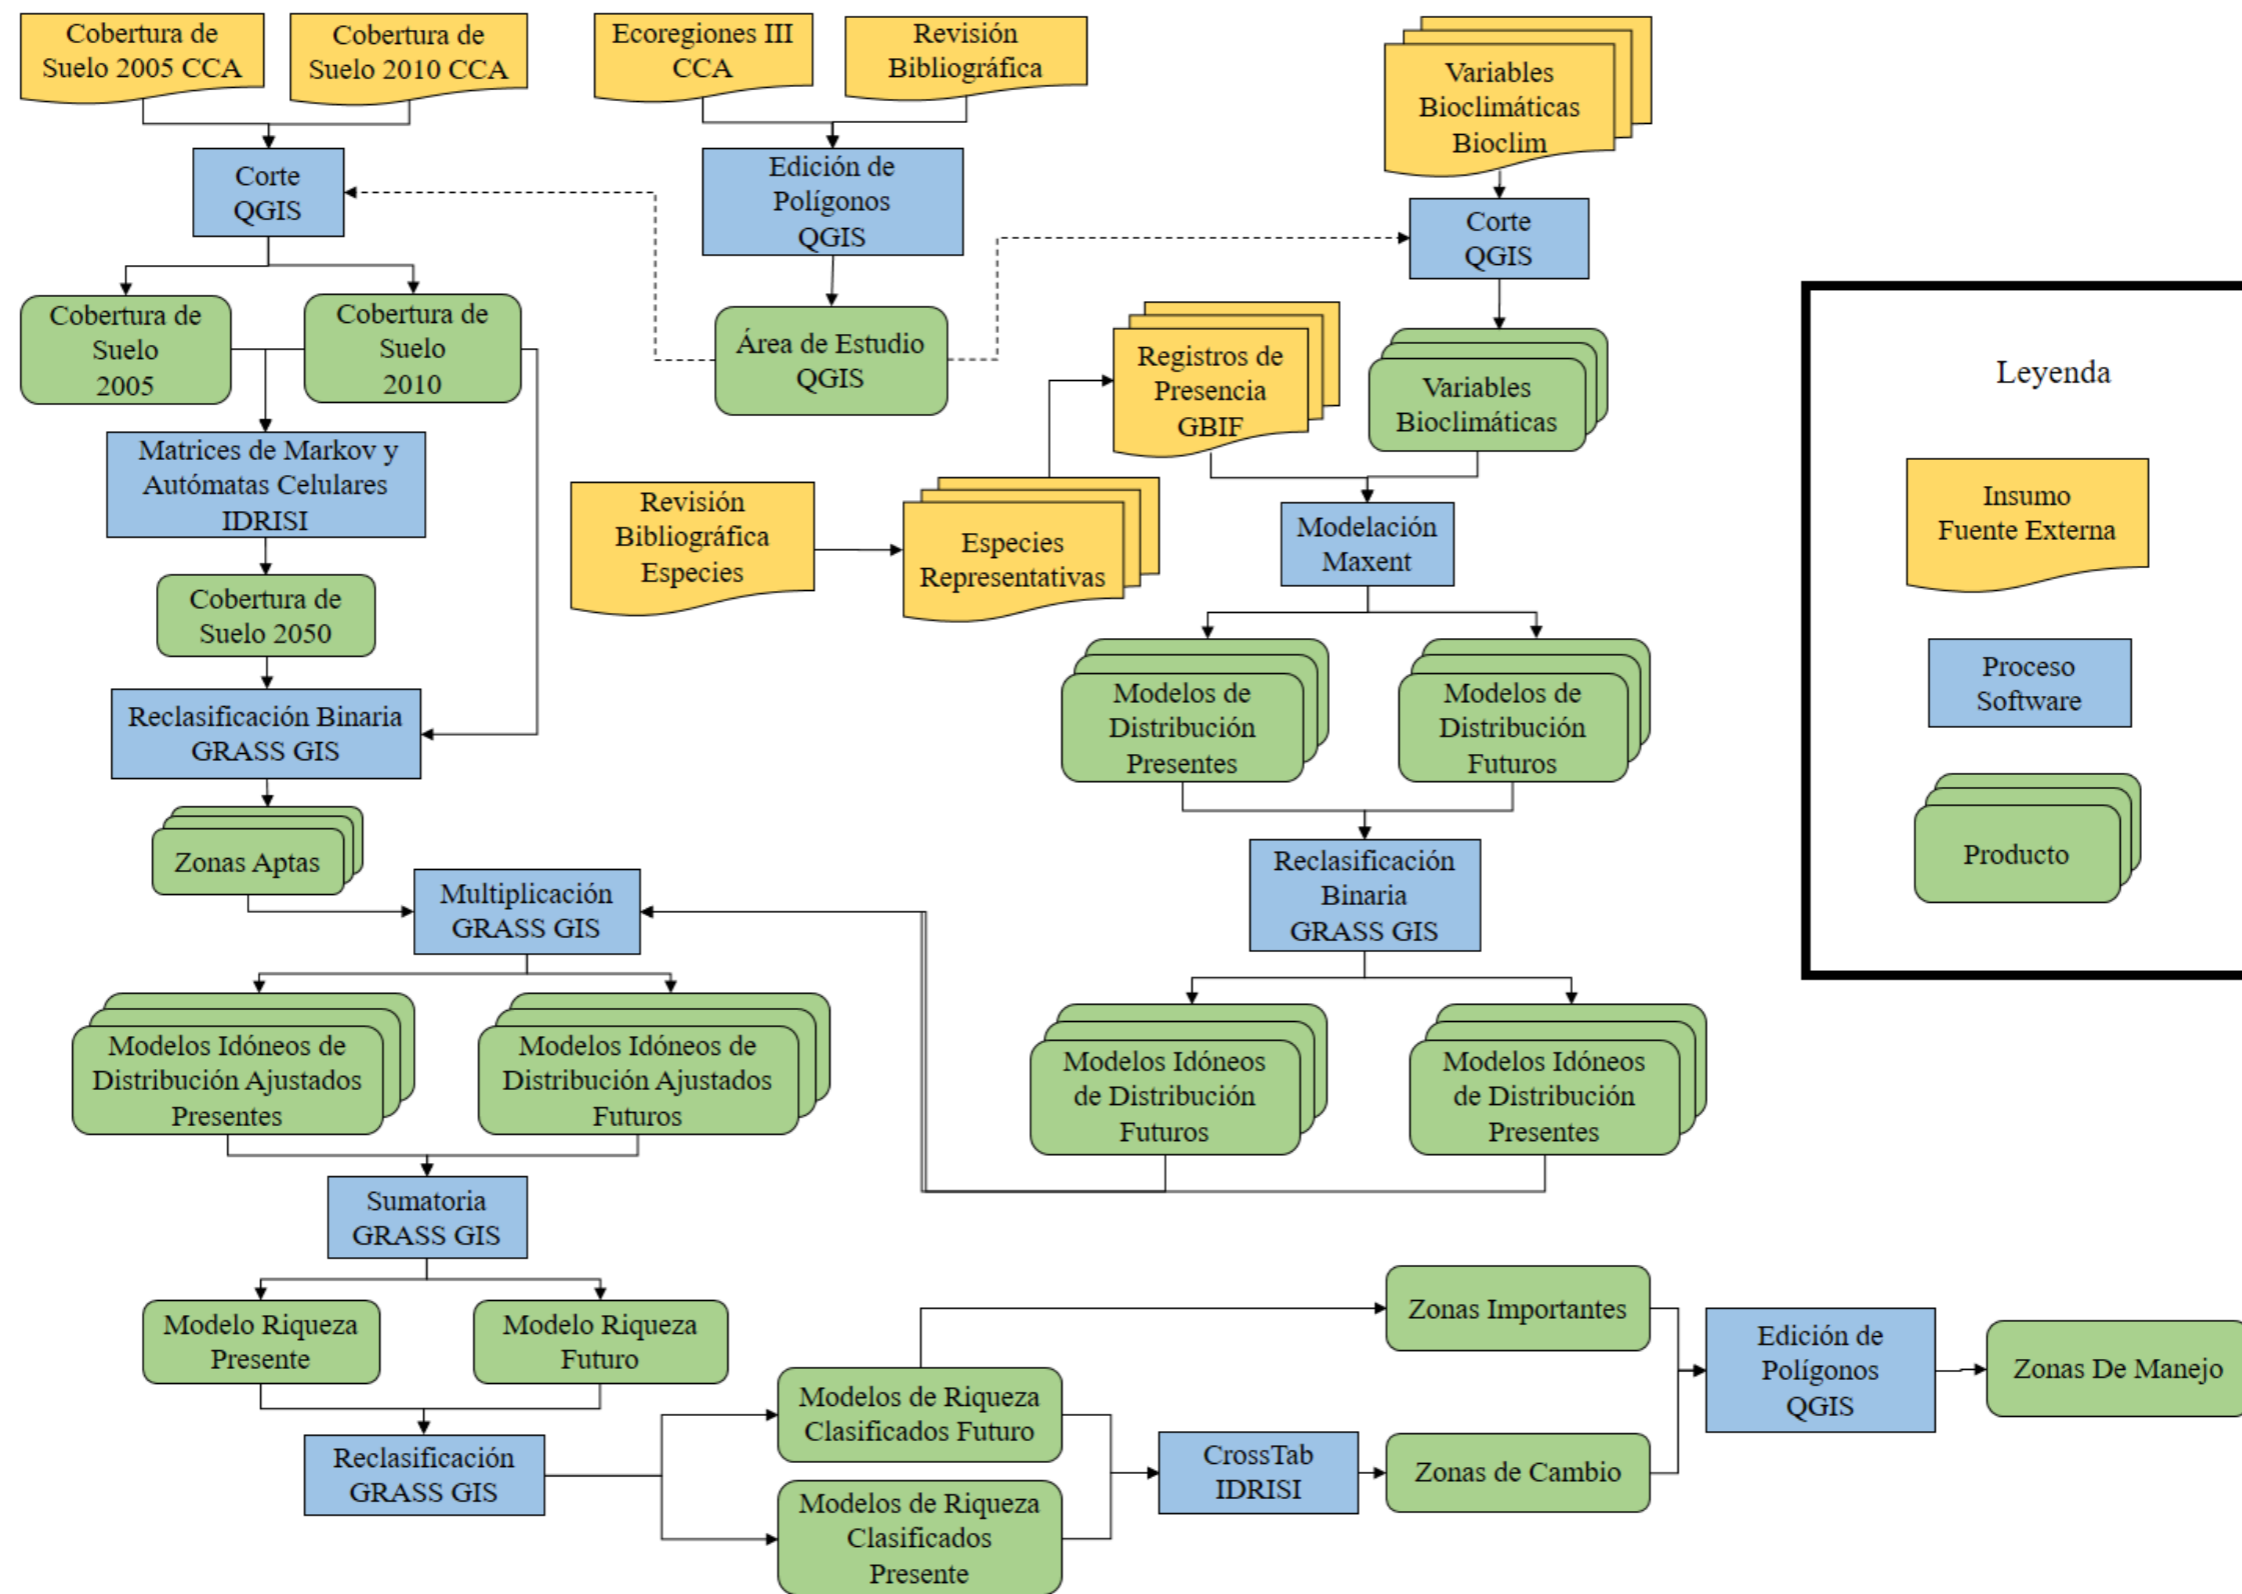 Cobertura de
Suelo 2005 CCA
Cobertura de
Suelo 2010 CCA
Ecoregiones III
CCA
Revisión
Bibliográfica
Variables
Bioclimáticas
Bioclim
Corte
QGIS
Edición de
Polígonos
QGIS
Corte
QGIS
Cobertura de
Suelo
2005
Cobertura de
Suelo
2010
Área de Estudio
QGIS
Registros de
Presencia
GBIF
Variables
Bioclimáticas
Leyenda
Insumo
Fuente Externa
Proceso
Software
Producto
Matrices de Markov y
Autómatas Celulares
IDRISI
Revisión
Bibliográfica
Especies
Especies
Representativas
Modelación
Maxent
Cobertura de
Suelo 2050
Reclasificación Binaria
GRASS GIS
Modelos de
Distribución
Presentes
Modelos de
Distribución
Futuros
Zonas Aptas
Multiplicación
GRASS GIS
Reclasificación
Binaria
GRASS GIS
Modelos Idóneos de
Distribución Ajustados
Presentes
Modelos Idóneos de
Distribución Ajustados
Futuros
Modelos Idóneos
de Distribución
Futuros
Modelos Idóneos
de Distribución
Presentes
Sumatoria
GRASS GIS
Modelo Riqueza
Presente
Modelo Riqueza
Futuro
Reclasificación
GRASS GIS
Modelos de Riqueza
Clasificados Futuro
Modelos de Riqueza
Clasificados
Presente
CrossTab
IDRISI
Zonas Importantes
Zonas de Cambio
Edición de
Polígonos
QGIS
Zonas De Manejo